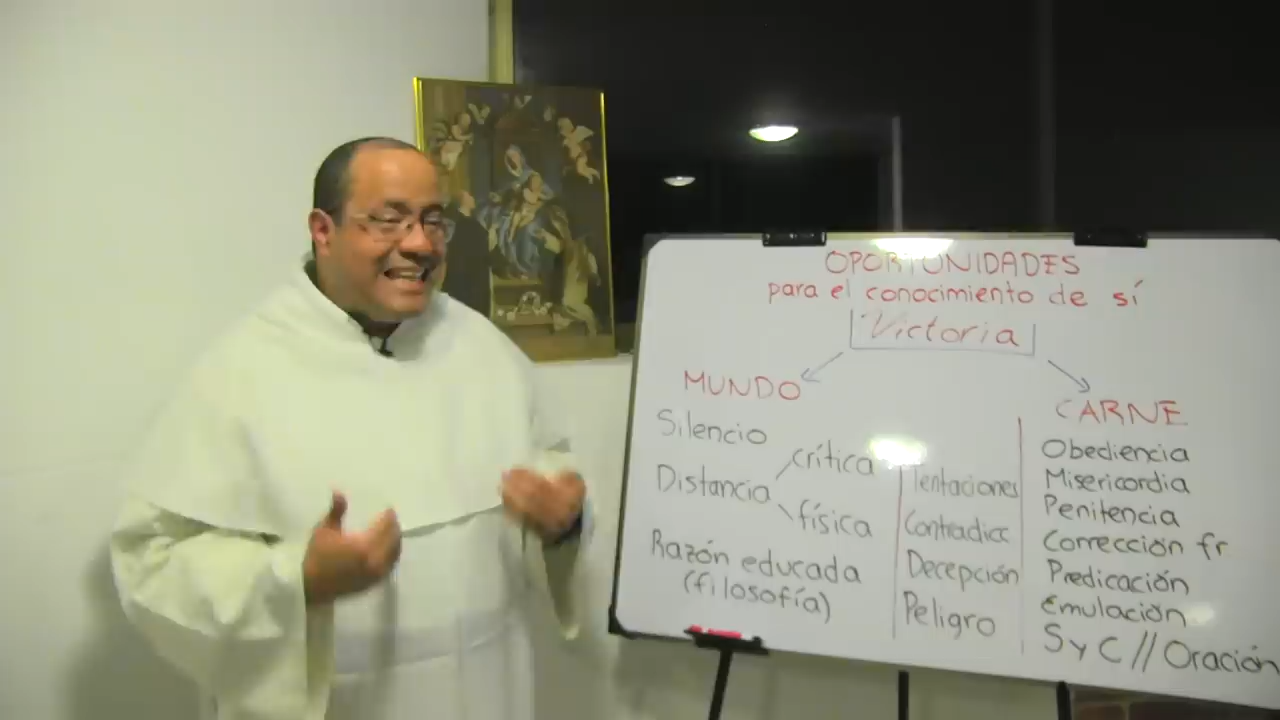 OPORTUNIDADES
para el conocimiento de sí
Victoria
MUNDO
Silencio
Distancia
crítica
física
Razón educada
(filosofía)
Tentaciones
Contradicc
Decepción
Peligro
CARNE
Obediencia
Misericordia
Penitencia
Corrección fr
Predicación
Emulación
S y C // Oración